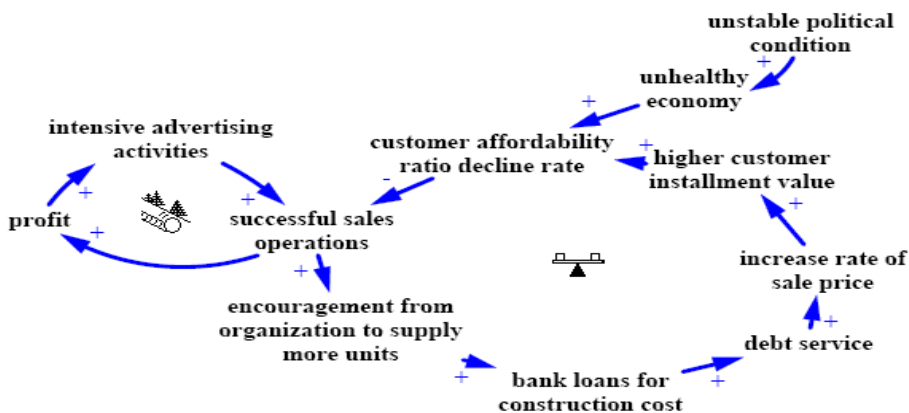 unstable political
condition
+
unhealthy
economy
+
intensive advertising
activities
customer affordability
ratio decline rate
+
higher customer
installment value
-
+
+
+
profit
+
successful sales
operations
+
increase rate of
sale price
encouragement from
organization to supply
more units
+
debt service
+
bank loans for
construction cost
+